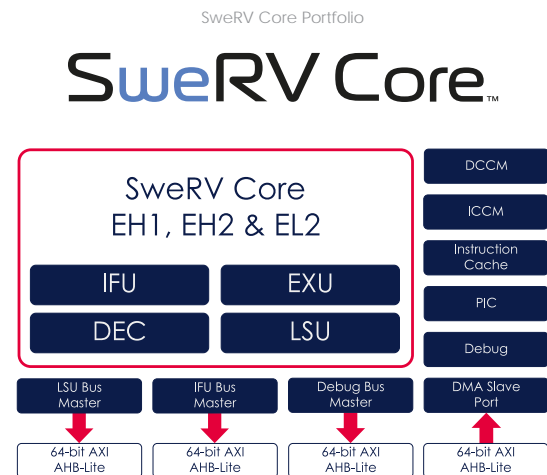 SweRV Core Portfolio
SweRV Core™
SweRV Core
EH1, EH2 & EL2
IFU
EXU
DEC
LSU
DCCM
ICCM
Instruction
Cache
PIC
Debug
LSU Bus
Master
IFU Bus
Master
Debug Bus
Master
DMA Slave
Port
64-bit AXI
AHB-Lite
64-bit AXI
AHB-Lite
64-bit AXI
AHB-Lite
64-bit AXI
AHB-Lite